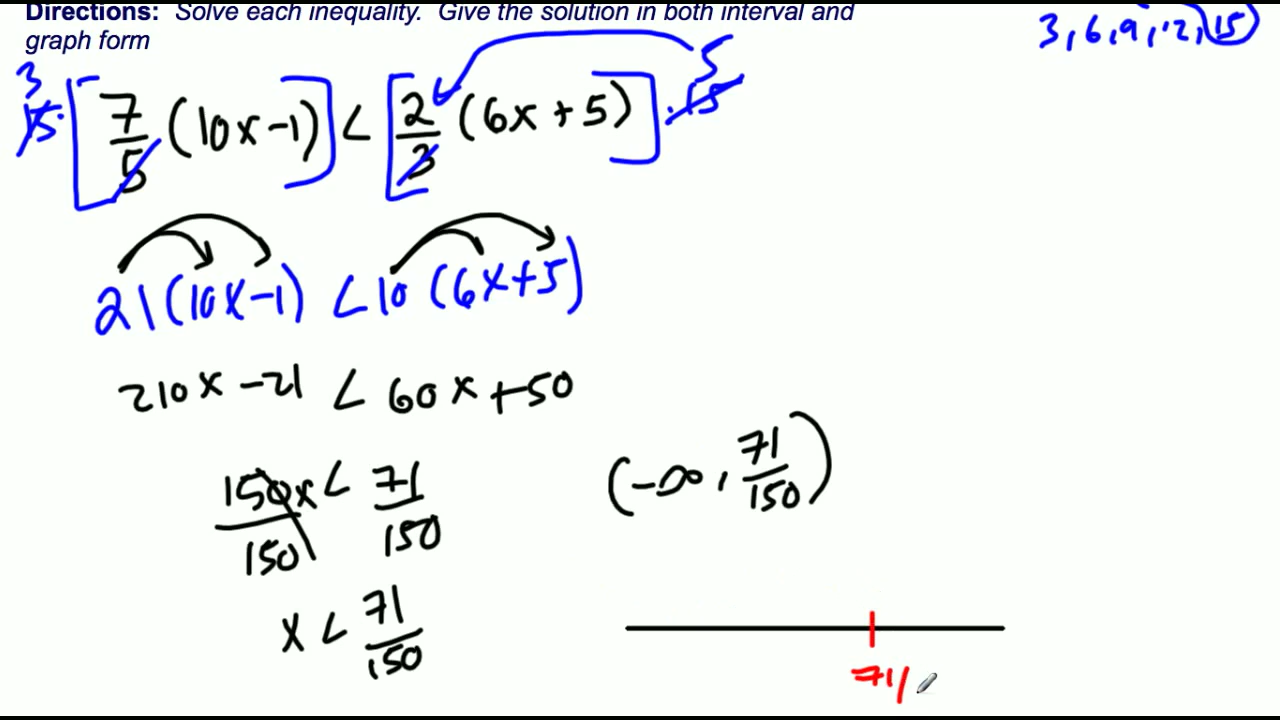 Directions: Solve each inequality. Give the solution in both interval and
graph form
3, 6, 9, 12, 15
3 5
15 · [ 7/5 (10x - 1) ] < [ 2/3 (6x + 5) ] · 15
21(10x - 1) < 10 (6x + 5)
210x - 21 < 60x + 50
150x/150 < 71/150
(-∞, 71/150)
x < 71/150
71/